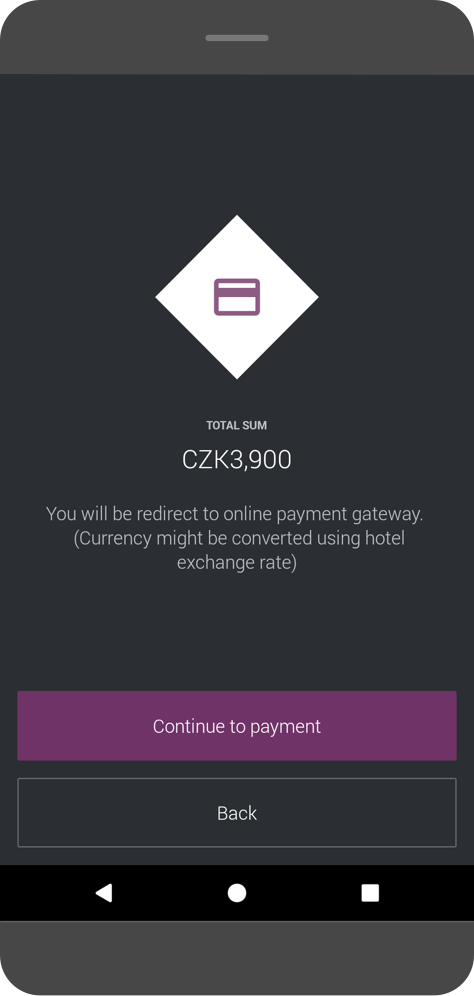 TOTAL SUM
CZK3,900
You will be redirect to online payment gateway.
(Currency might be converted using hotel
exchange rate)
Continue to payment
Back